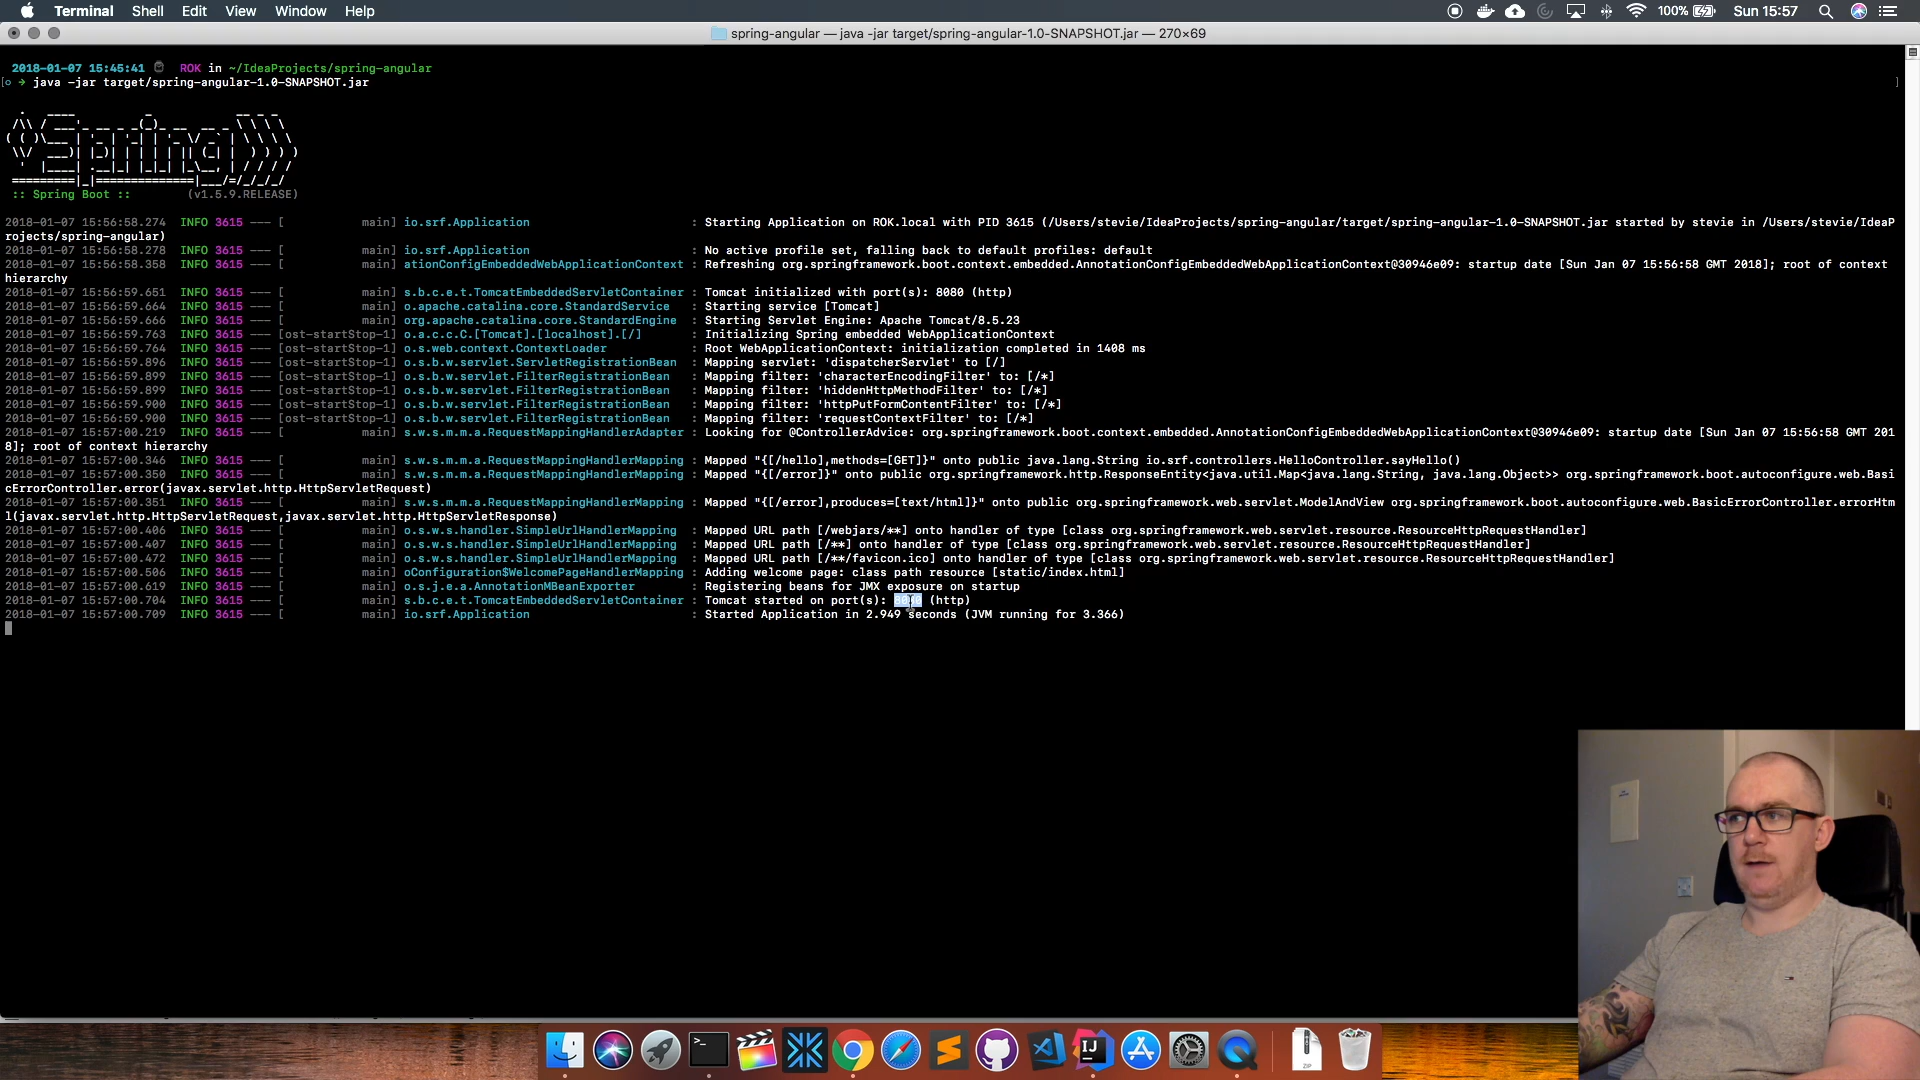 Terminal Shell Edit View Window Help 100% Sun 15:57
spring-angular — java -jar target/spring-angular-1.0-SNAPSHOT.jar — 270×69
2018-01-07 15:45:41 ROK in ~/IdeaProjects/spring-angular
java -jar target/spring-angular-1.0-SNAPSHOT.jar
:: Spring Boot :: (v1.5.9.RELEASE)
2018-01-07 15:56:58.274 INFO 3615 --- [ main] io.srf.Application : Starting Application on ROK.local with PID 3615 (/Users/stevie/IdeaProjects/spring-angular/target/spring-angular-1.0-SNAPSHOT.jar started by stevie in /Users/stevie/IdeaP
rojects/spring-angular)
2018-01-07 15:56:58.278 INFO 3615 --- [ main] io.srf.Application : No active profile set, falling back to default profiles: default
2018-01-07 15:56:58.358 INFO 3615 --- [ main] ationConfigEmbeddedWebApplicationContext : Refreshing org.springframework.boot.context.embedded.AnnotationConfigEmbeddedWebApplicationContext@30946e09: startup date [Sun Jan 07 15:56:58 GMT 2018]; root of context
hierarchy
2018-01-07 15:56:59.651 INFO 3615 --- [ main] s.b.c.e.t.TomcatEmbeddedServletContainer : Tomcat initialized with port(s): 8080 (http)
2018-01-07 15:56:59.664 INFO 3615 --- [ main] o.apache.catalina.core.StandardService : Starting service [Tomcat]
2018-01-07 15:56:59.666 INFO 3615 --- [ main] org.apache.catalina.core.StandardEngine : Starting Servlet Engine: Apache Tomcat/8.5.23
2018-01-07 15:56:59.763 INFO 3615 --- [ost-startStop-1] o.a.c.c.C.[Tomcat].[localhost].[/] : Initializing Spring embedded WebApplicationContext
2018-01-07 15:56:59.764 INFO 3615 --- [ost-startStop-1] o.s.web.context.ContextLoader : Root WebApplicationContext: initialization completed in 1408 ms
2018-01-07 15:56:59.896 INFO 3615 --- [ost-startStop-1] o.s.b.w.servlet.ServletRegistrationBean : Mapping servlet: 'dispatcherServlet' to [/]
2018-01-07 15:56:59.899 INFO 3615 --- [ost-startStop-1] o.s.b.w.servlet.FilterRegistrationBean : Mapping filter: 'characterEncodingFilter' to: [/*]
2018-01-07 15:56:59.899 INFO 3615 --- [ost-startStop-1] o.s.b.w.servlet.FilterRegistrationBean : Mapping filter: 'hiddenHttpMethodFilter' to: [/*]
2018-01-07 15:56:59.900 INFO 3615 --- [ost-startStop-1] o.s.b.w.servlet.FilterRegistrationBean : Mapping filter: 'httpPutFormContentFilter' to: [/*]
2018-01-07 15:56:59.900 INFO 3615 --- [ost-startStop-1] o.s.b.w.servlet.FilterRegistrationBean : Mapping filter: 'requestContextFilter' to: [/*]
2018-01-07 15:57:00.219 INFO 3615 --- [ main] s.w.s.m.m.a.RequestMappingHandlerAdapter : Looking for @ControllerAdvice: org.springframework.boot.context.embedded.AnnotationConfigEmbeddedWebApplicationContext@30946e09: startup date [Sun Jan 07 15:56:58 GMT 201
8]; root of context hierarchy
2018-01-07 15:57:00.346 INFO 3615 --- [ main] s.w.s.m.m.a.RequestMappingHandlerMapping : Mapped "{[/hello],methods=[GET]}" onto public java.lang.String io.srf.controllers.HelloController.sayHello()
2018-01-07 15:57:00.350 INFO 3615 --- [ main] s.w.s.m.m.a.RequestMappingHandlerMapping : Mapped "{[/error]}" onto public org.springframework.http.ResponseEntity<java.util.Map<java.lang.String, java.lang.Object>> org.springframework.boot.autoconfigure.web.Basi
cErrorController.error(javax.servlet.http.HttpServletRequest)
2018-01-07 15:57:00.351 INFO 3615 --- [ main] s.w.s.m.m.a.RequestMappingHandlerMapping : Mapped "{[/error],produces=[text/html]}" onto public org.springframework.web.servlet.ModelAndView org.springframework.boot.autoconfigure.web.BasicErrorController.errorHtm
l(javax.servlet.http.HttpServletRequest,javax.servlet.http.HttpServletResponse)
2018-01-07 15:57:00.406 INFO 3615 --- [ main] o.s.w.s.handler.SimpleUrlHandlerMapping : Mapped URL path [/webjars/**] onto handler of type [class org.springframework.web.servlet.resource.ResourceHttpRequestHandler]
2018-01-07 15:57:00.407 INFO 3615 --- [ main] o.s.w.s.handler.SimpleUrlHandlerMapping : Mapped URL path [/**] onto handler of type [class org.springframework.web.servlet.resource.ResourceHttpRequestHandler]
2018-01-07 15:57:00.472 INFO 3615 --- [ main] o.s.w.s.handler.SimpleUrlHandlerMapping : Mapped URL path [/**/favicon.ico] onto handler of type [class org.springframework.web.servlet.resource.ResourceHttpRequestHandler]
2018-01-07 15:57:00.506 INFO 3615 --- [ main] oConfiguration$WelcomePageHandlerMapping : Adding welcome page: class path resource [static/index.html]
2018-01-07 15:57:00.619 INFO 3615 --- [ main] o.s.j.e.a.AnnotationMBeanExporter : Registering beans for JMX exposure on startup
2018-01-07 15:57:00.704 INFO 3615 --- [ main] s.b.c.e.t.TomcatEmbeddedServletContainer : Tomcat started on port(s): 8080 (http)
2018-01-07 15:57:00.709 INFO 3615 --- [ main] io.srf.Application : Started Application in 2.949 seconds (JVM running for 3.366)